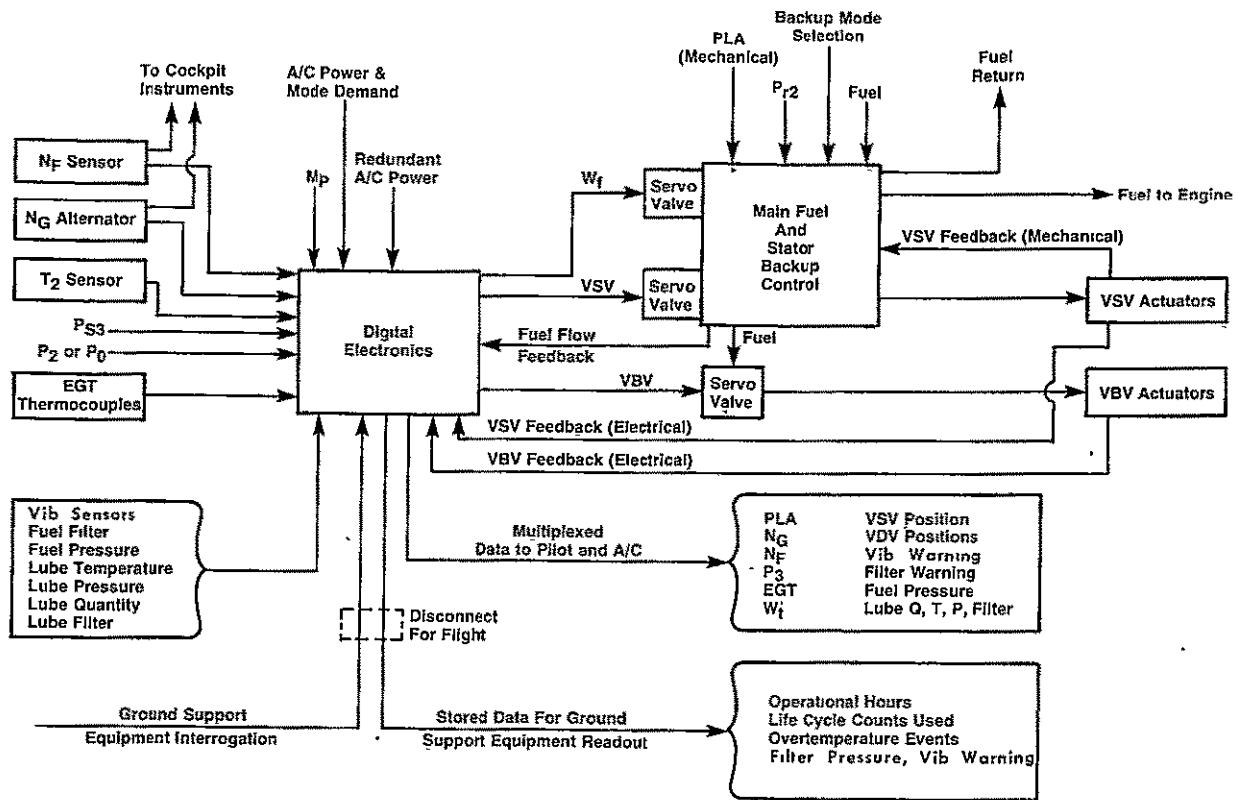 Backup Mode
Selection
PLA
(Mechanical)
Fuel
Return
To Cockpit
Instruments
A/C Power &
Mode Demand
Pr2
Fuel
NF Sensor
MP
Redundant
A/C Power
Wf
Servo
Valve
Main Fuel
And
Stator
Backup
Control
Fuel to Engine
NG Alternator
VSV Feedback (Mechanical)
T2 Sensor
VSV
Servo
Valve
VSV Actuators
PS3
Digital
Electronics
Fuel Flow
Feedback
Fuel
P2 or P0
EGT
Thermocouples
VBV
Servo
Valve
VBV Actuators
VSV Feedback (Electrical)
VBV Feedback (Electrical)
Vib Sensors
Fuel Filter
Fuel Pressure
Lube Temperature
Lube Pressure
Lube Quantity
Lube Filter
Multiplexed
Data to Pilot and A/C
PLA VSV Position
NG VDV Positions
NF Vib Warning
P3 Filter Warning
EGT Fuel Pressure
Wf Lube Q, T, P, Filter
Disconnect
For Flight
Ground Support
Equipment Interrogation
Stored Data For Ground
Support Equipment Readout
Operational Hours
Life Cycle Counts Used
Overtemperature Events
Filter Pressure, Vib Warning